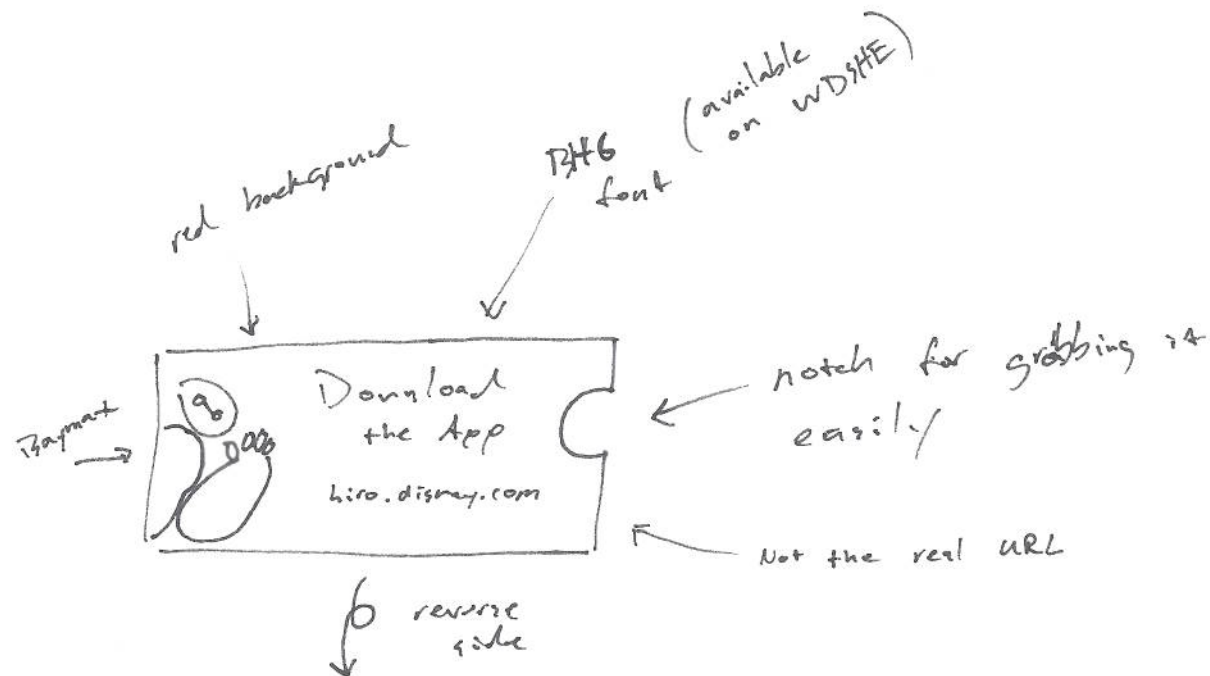 (available
on WDSHE)
BH6
font
red background
Baymax
Download
the App
hiro.disney.com
notch for grabbing it
easily
Not the real URL
reverse
side